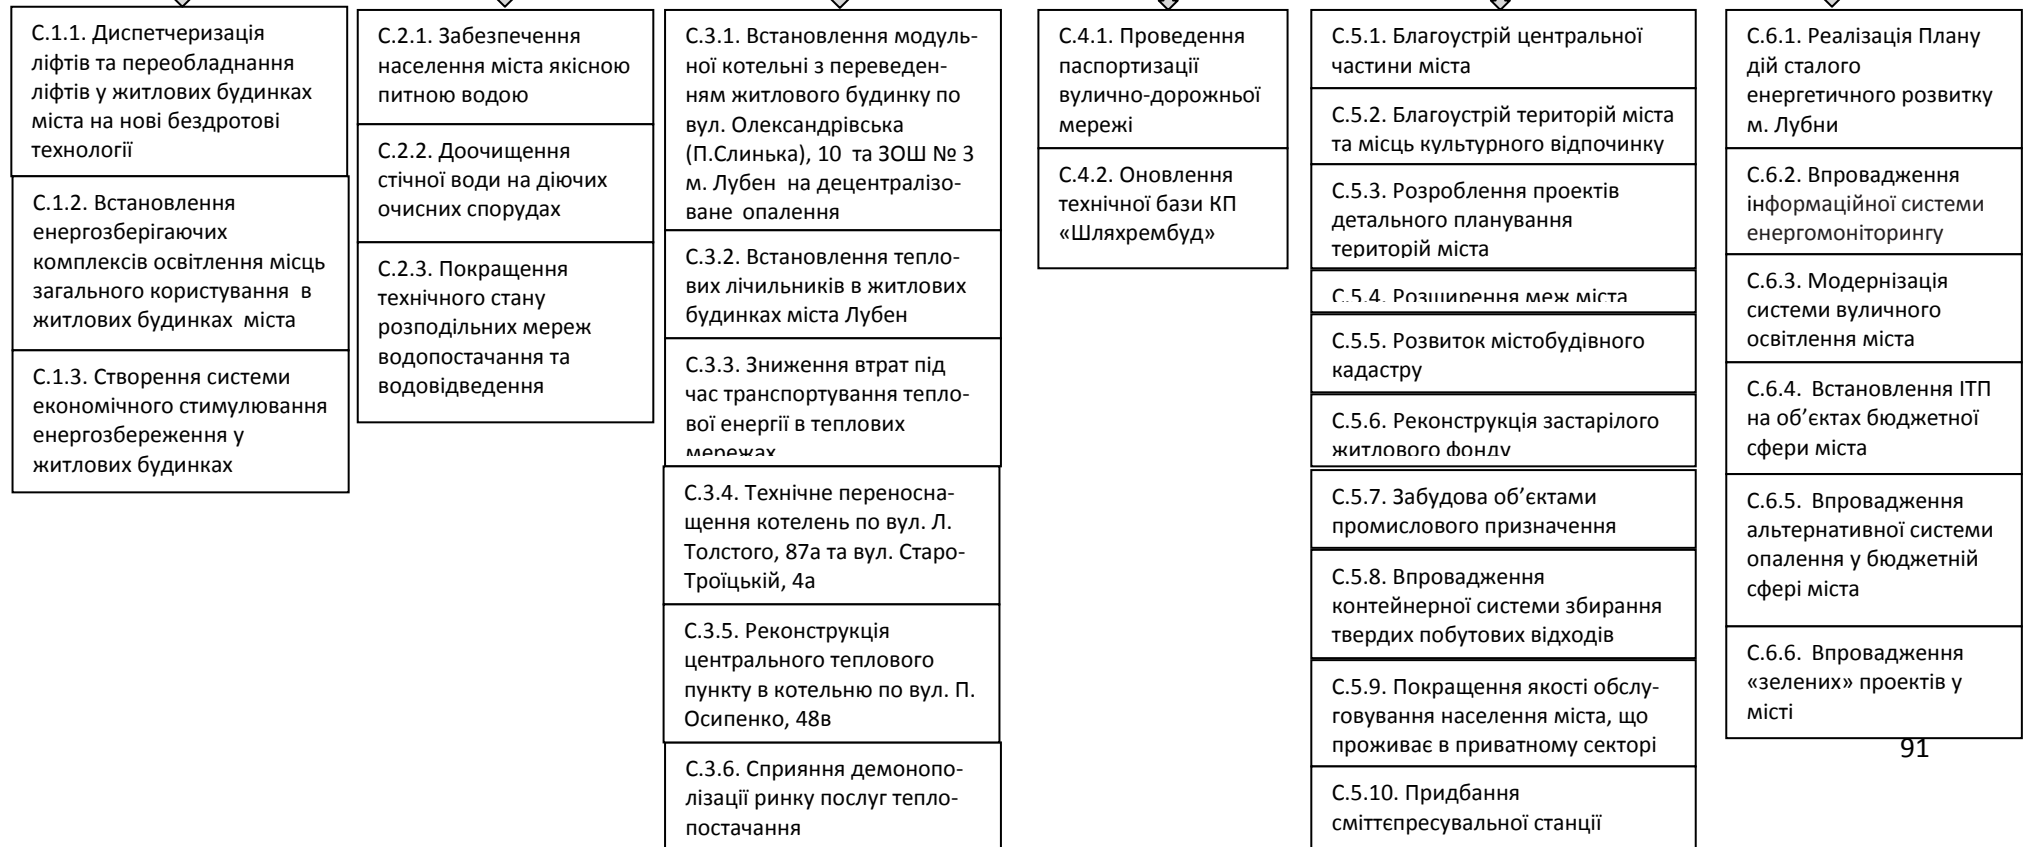 С.1.1. Диспетчеризація
ліфтів та переобладнання
ліфтів у житлових будинках
міста на нові бездротові
технології
С.1.2. Встановлення
енергозберігаючих
комплексів освітлення місць
загального користування в
житлових будинках міста
С.1.3. Створення системи
економічного стимулювання
енергозбереження у
житлових будинках
С.2.1. Забезпечення
населення міста якісною
питною водою
С.2.2. Доочищення
стічної води на діючих
очисних спорудах
С.2.3. Покращення
технічного стану
розподільних мереж
водопостачання та
водовідведення
С.3.1. Встановлення модуль-
ної котельні з переведен-
ням житлового будинку по
вул. Олександрівська
(П.Слинька), 10 та ЗОШ № 3
м. Лубен на децентралізо-
ване опалення
С.3.2. Встановлення тепло-
вих лічильників в житлових
будинках міста Лубен
С.3.3. Зниження втрат під
час транспортування тепло-
вої енергії в теплових
мережах
С.3.4. Технічне переосна-
щення котелень по вул. Л.
Толстого, 87а та вул. Старо-
Троїцькій, 4а
С.3.5. Реконструкція
центрального теплового
пункту в котельню по вул. П.
Осипенко, 48в
С.3.6. Сприяння демонопо-
лізації ринку послуг тепло-
постачання
С.4.1. Проведення
паспортизації
вулично-дорожньої
мережі
С.4.2. Оновлення
технічної бази КП
«Шляхрембуд»
С.5.1. Благоустрій центральної
частини міста
С.5.2. Благоустрій територій міста
та місць культурного відпочинку
С.5.3. Розроблення проектів
детального планування
територій міста
С.5.4. Розширення меж міста
С.5.5. Розвиток містобудівного
кадастру
С.5.6. Реконструкція застарілого
житлового фонду
С.5.7. Забудова об’єктами
промислового призначення
С.5.8. Впровадження
контейнерної системи збирання
твердих побутових відходів
С.5.9. Покращення якості обслу-
говування населення міста, що
проживає в приватному секторі
С.5.10. Придбання
сміттєпресувальної станції
С.6.1. Реалізація Плану
дій сталого
енергетичного розвитку
м. Лубни
С.6.2. Впровадження
інформаційної системи
енергомоніторингу
С.6.3. Модернізація
системи вуличного
освітлення міста
С.6.4. Встановлення ІТП
на об’єктах бюджетної
сфери міста
С.6.5. Впровадження
альтернативної системи
опалення у бюджетній
сфері міста
С.6.6. Впровадження
«зелених» проектів у
місті
91